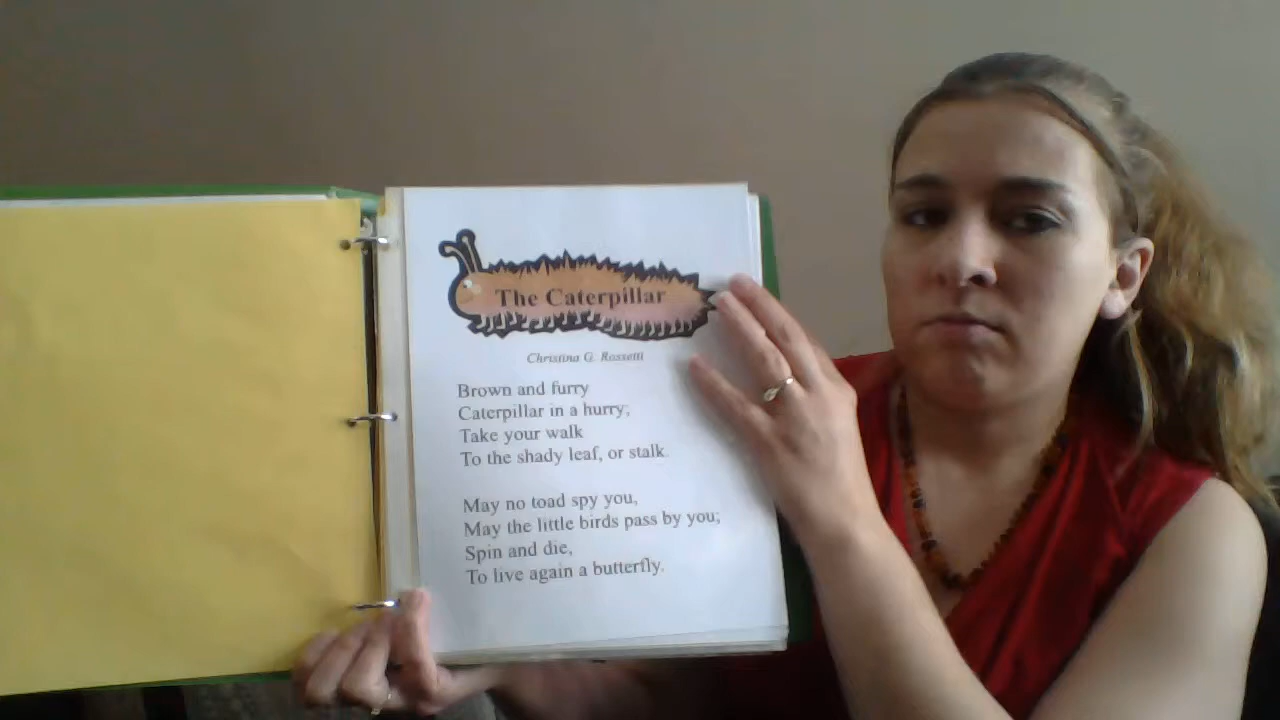 The Caterpillar
Christina G. Rossetti
Brown and furry
Caterpillar in a hurry;
Take your walk
To the shady leaf, or stalk.
May no toad spy you,
May the little birds pass by you;
Spin and die,
To live again a butterfly.